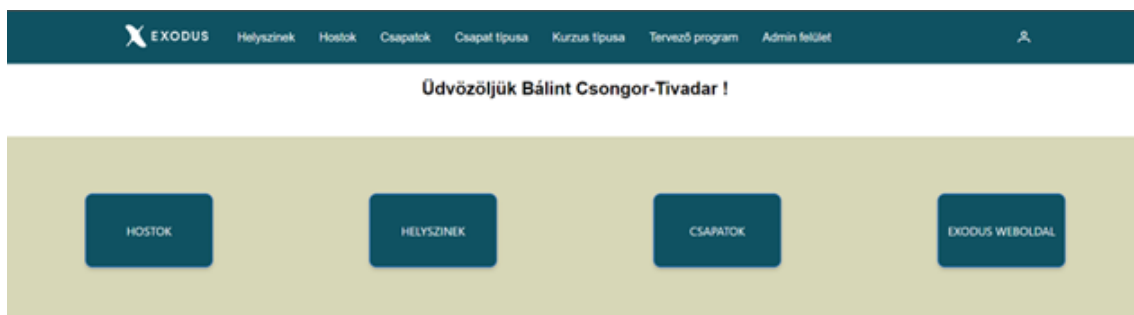 EXODUS Helyszinek Hostok Csapatok Csapat típusa Kurzus típusa Tervező program Admin felület
Üdvözöljük Bálint Csongor-Tivadar !
HOSTOK HELYSZINEK CSAPATOK EXODUS WEBOLDAL